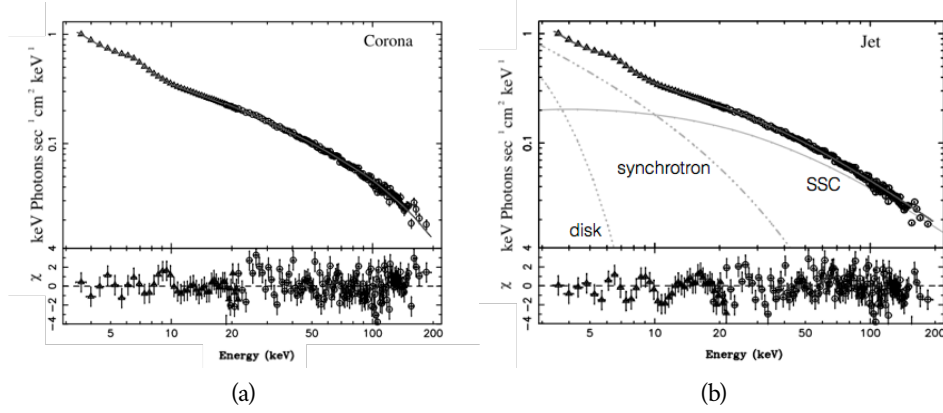 Corona
keV Photons sec⁻¹ cm⁻² keV⁻¹
1
0.1
χ
4
2
0
−2
−4
5
10
20
50
100
200
Energy (keV)
(a)
Jet
keV Photons sec⁻¹ cm⁻² keV⁻¹
1
0.1
synchrotron
SSC
disk
χ
4
2
0
−2
−4
5
10
20
50
100
200
Energy (keV)
(b)